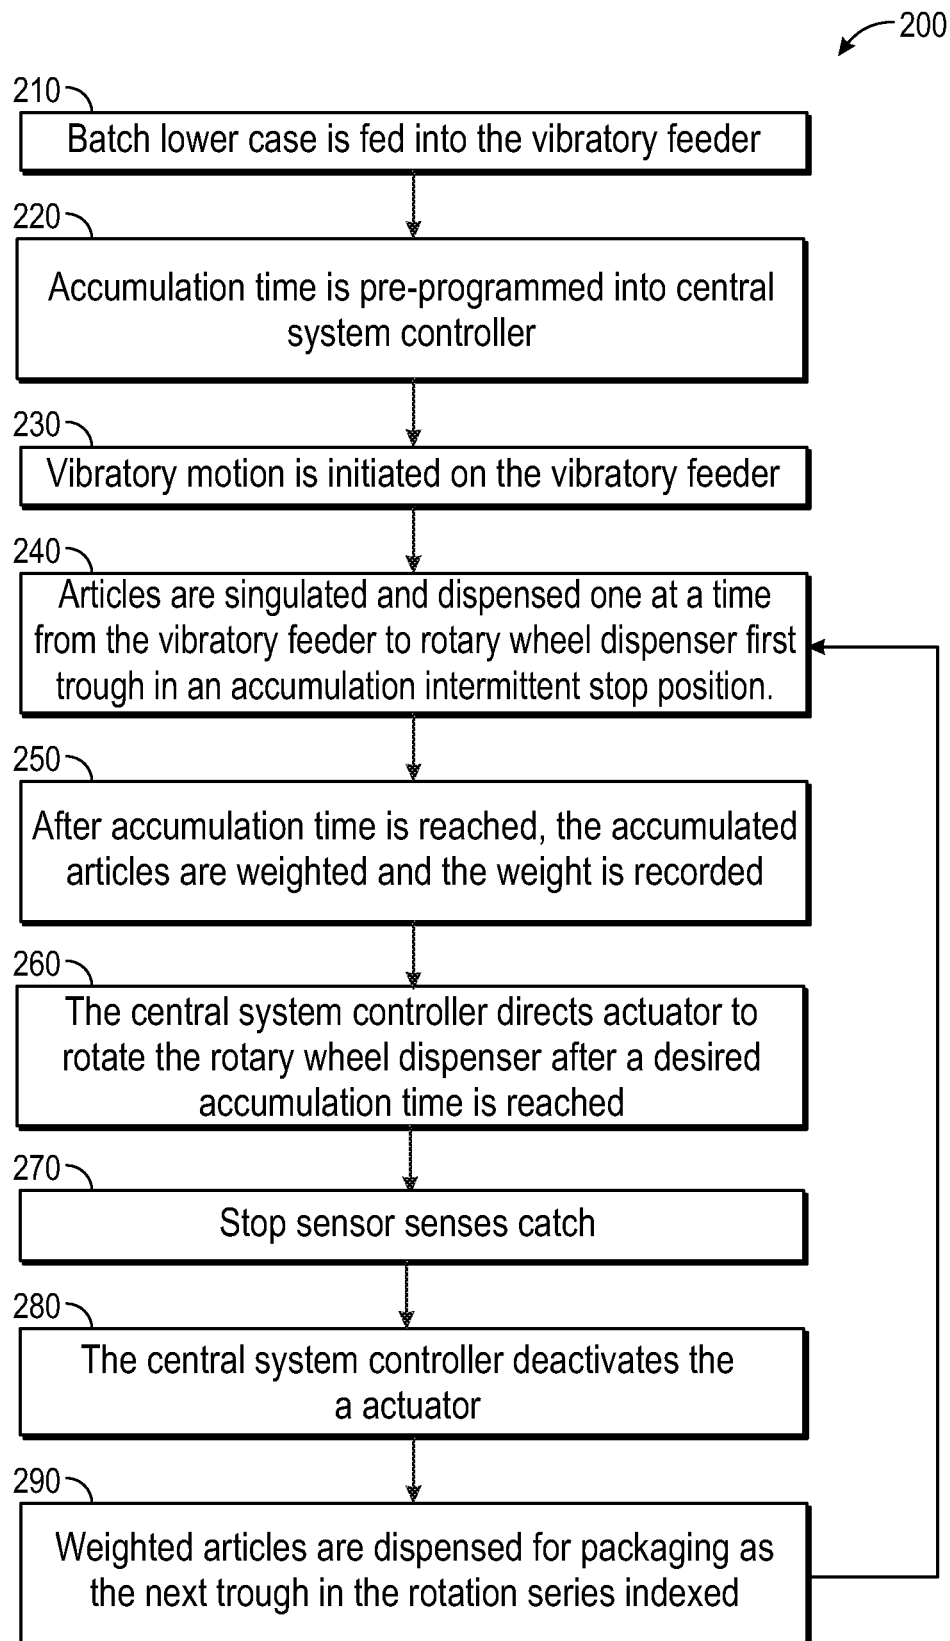 200
210
Batch lower case is fed into the vibratory feeder
220
Accumulation time is pre-programmed into central
system controller
230
Vibratory motion is initiated on the vibratory feeder
240
Articles are singulated and dispensed one at a time
from the vibratory feeder to rotary wheel dispenser first
trough in an accumulation intermittent stop position.
250
After accumulation time is reached, the accumulated
articles are weighted and the weight is recorded
260
The central system controller directs actuator to
rotate the rotary wheel dispenser after a desired
accumulation time is reached
270
Stop sensor senses catch
280
The central system controller deactivates the
a actuator
290
Weighted articles are dispensed for packaging as
the next trough in the rotation series indexed